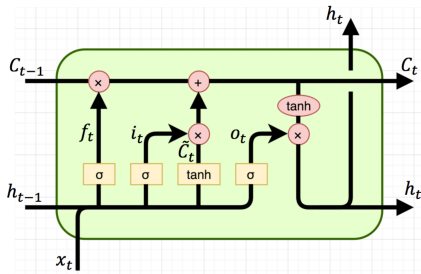 h_t
C_{t-1}
×
+
C_t
tanh
f_t
i_t
×
C̃_t
o_t
×
σ
σ
tanh
σ
h_{t-1}
h_t
x_t